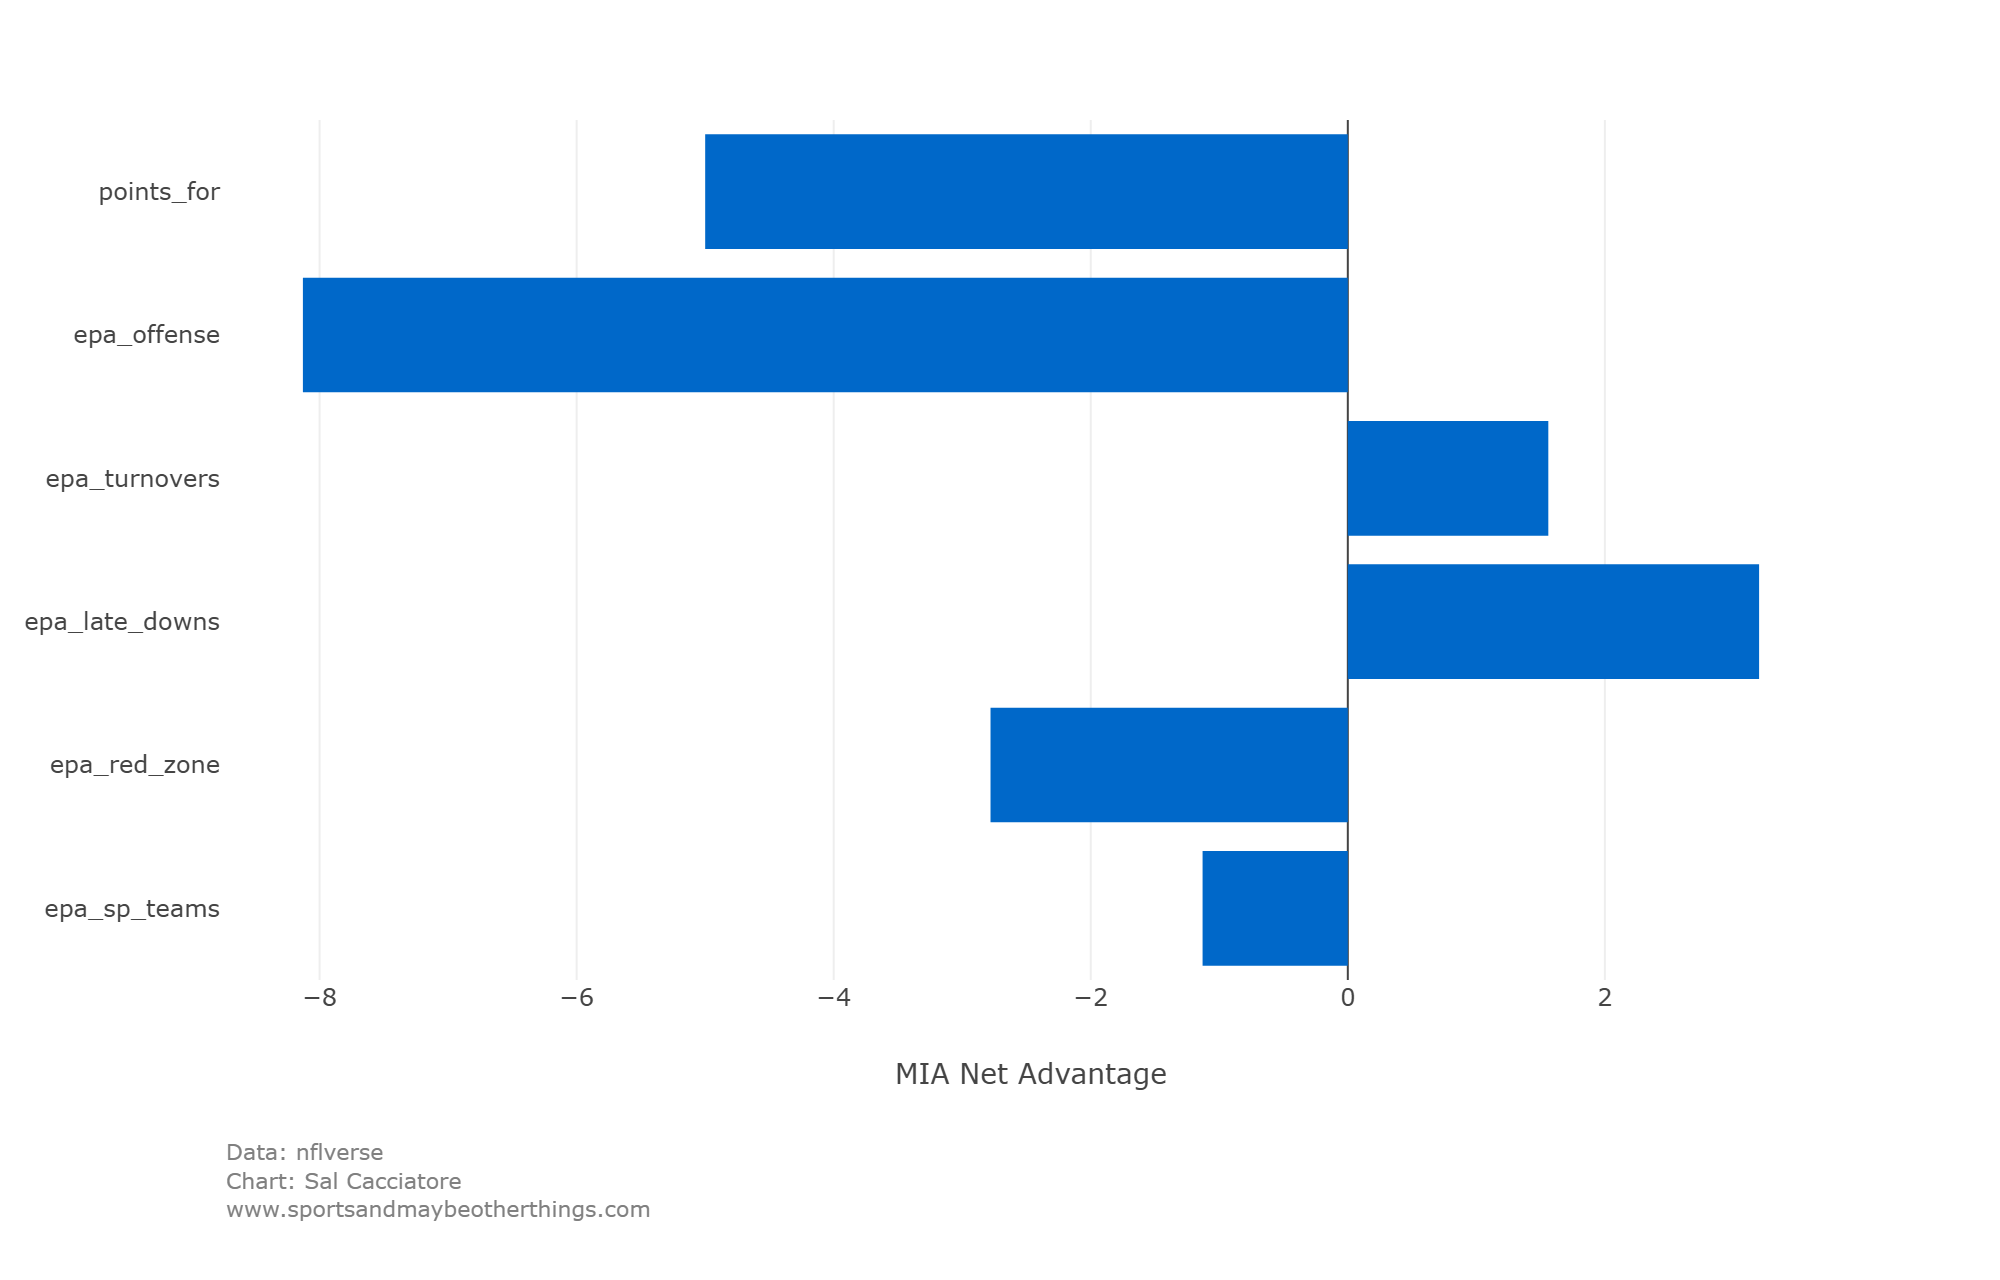 points_for
epa_offense
epa_turnovers
epa_late_downs
epa_red_zone
epa_sp_teams
−8 −6 −4 −2 0 2
MIA Net Advantage
Data: nflverse
Chart: Sal Cacciatore
www.sportsandmaybeotherthings.com